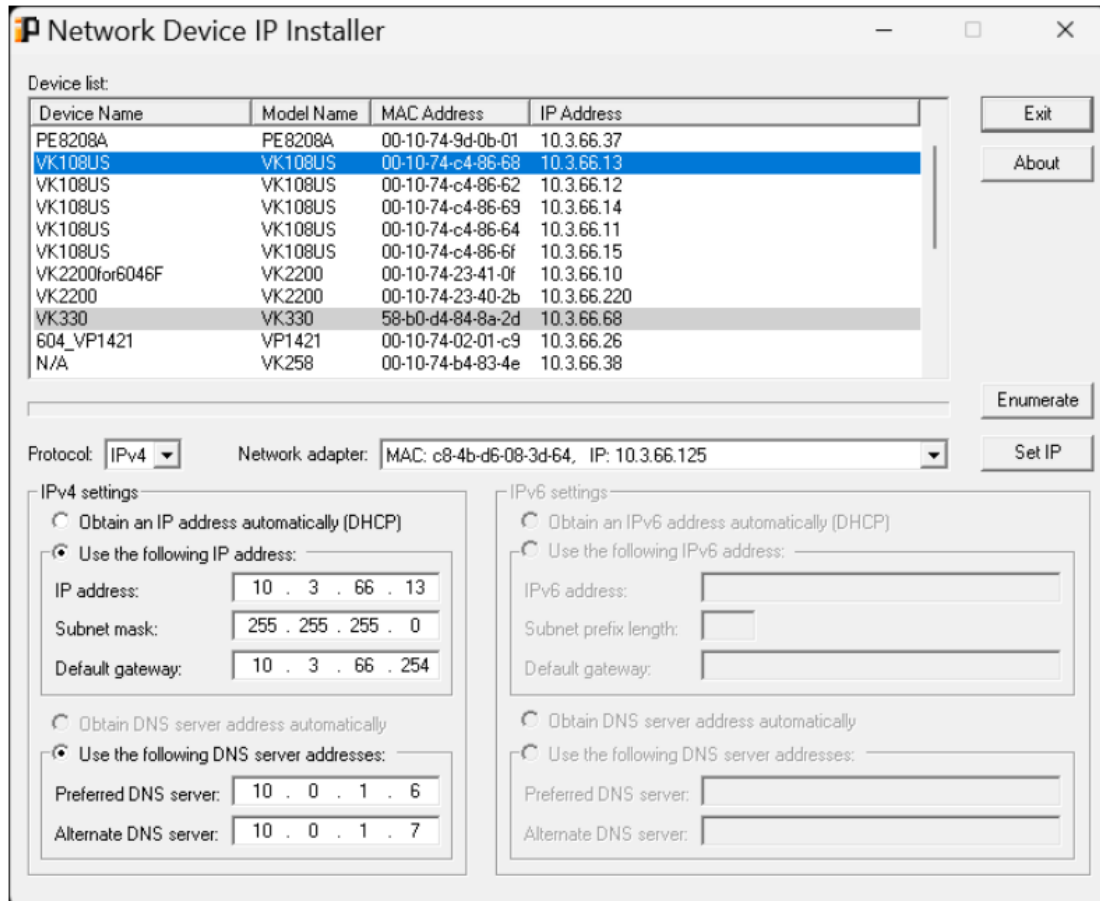 iP Network Device IP Installer
Device list:
Device Name Model Name MAC Address IP Address
PE8208A PE8208A 00-10-74-9d-0b-01 10.3.66.37
VK108US VK108US 00-10-74-c4-86-68 10.3.66.13
VK108US VK108US 00-10-74-c4-86-62 10.3.66.12
VK108US VK108US 00-10-74-c4-86-69 10.3.66.14
VK108US VK108US 00-10-74-c4-86-64 10.3.66.11
VK108US VK108US 00-10-74-c4-86-6f 10.3.66.15
VK2200for6046F VK2200 00-10-74-23-41-0f 10.3.66.10
VK2200 VK2200 00-10-74-23-40-2b 10.3.66.220
VK330 VK330 58-b0-d4-84-8a-2d 10.3.66.68
604_VP1421 VP1421 00-10-74-02-01-c9 10.3.66.26
N/A VK258 00-10-74-b4-83-4e 10.3.66.38
Exit
About
Enumerate
Protocol: IPv4 Network adapter: MAC: c8-4b-d6-08-3d-64, IP: 10.3.66.125 Set IP
IPv4 settings
Obtain an IP address automatically (DHCP)
Use the following IP address:
IP address: 10 . 3 . 66 . 13
Subnet mask: 255 . 255 . 255 . 0
Default gateway: 10 . 3 . 66 . 254
Obtain DNS server address automatically
Use the following DNS server addresses:
Preferred DNS server: 10 . 0 . 1 . 6
Alternate DNS server: 10 . 0 . 1 . 7
IPv6 settings
Obtain an IPv6 address automatically (DHCP)
Use the following IPv6 address:
IPv6 address:
Subnet prefix length:
Default gateway:
Obtain DNS server address automatically
Use the following DNS server addresses:
Preferred DNS server:
Alternate DNS server: